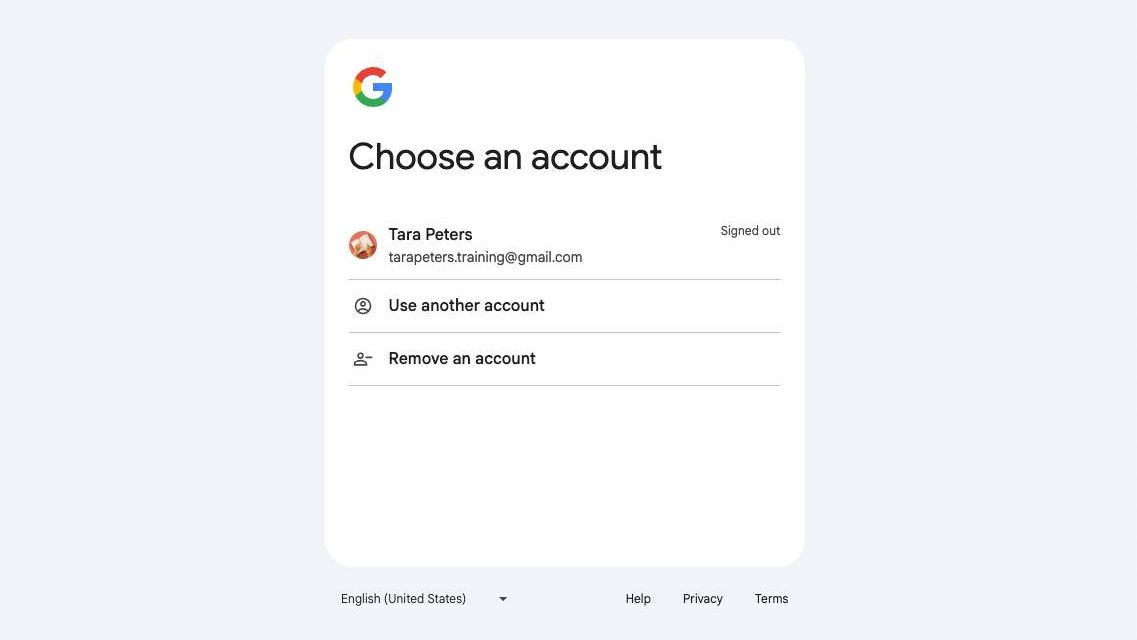 Choose an account
Tara Peters
Signed out
tarapeters.training@gmail.com
Use another account
Remove an account
English (United States)
Help
Privacy
Terms